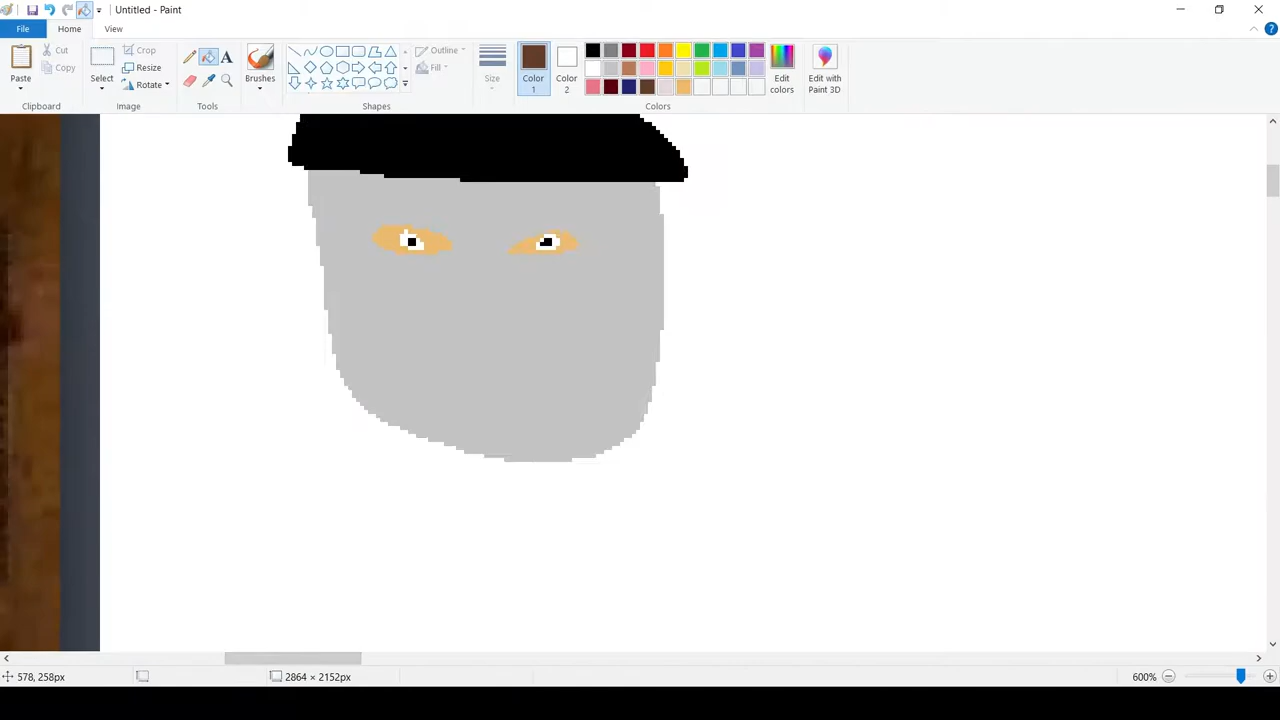 Untitled - Paint
File Home View
Paste
Cut
Copy
Clipboard
Select
Crop
Resize
Rotate
Image
A
Tools
Brushes
Outline
Fill
Shapes
Size
Color 1
Color 2
Edit colors
Colors
Edit with Paint 3D
578, 258px
2864 × 2152px
600%